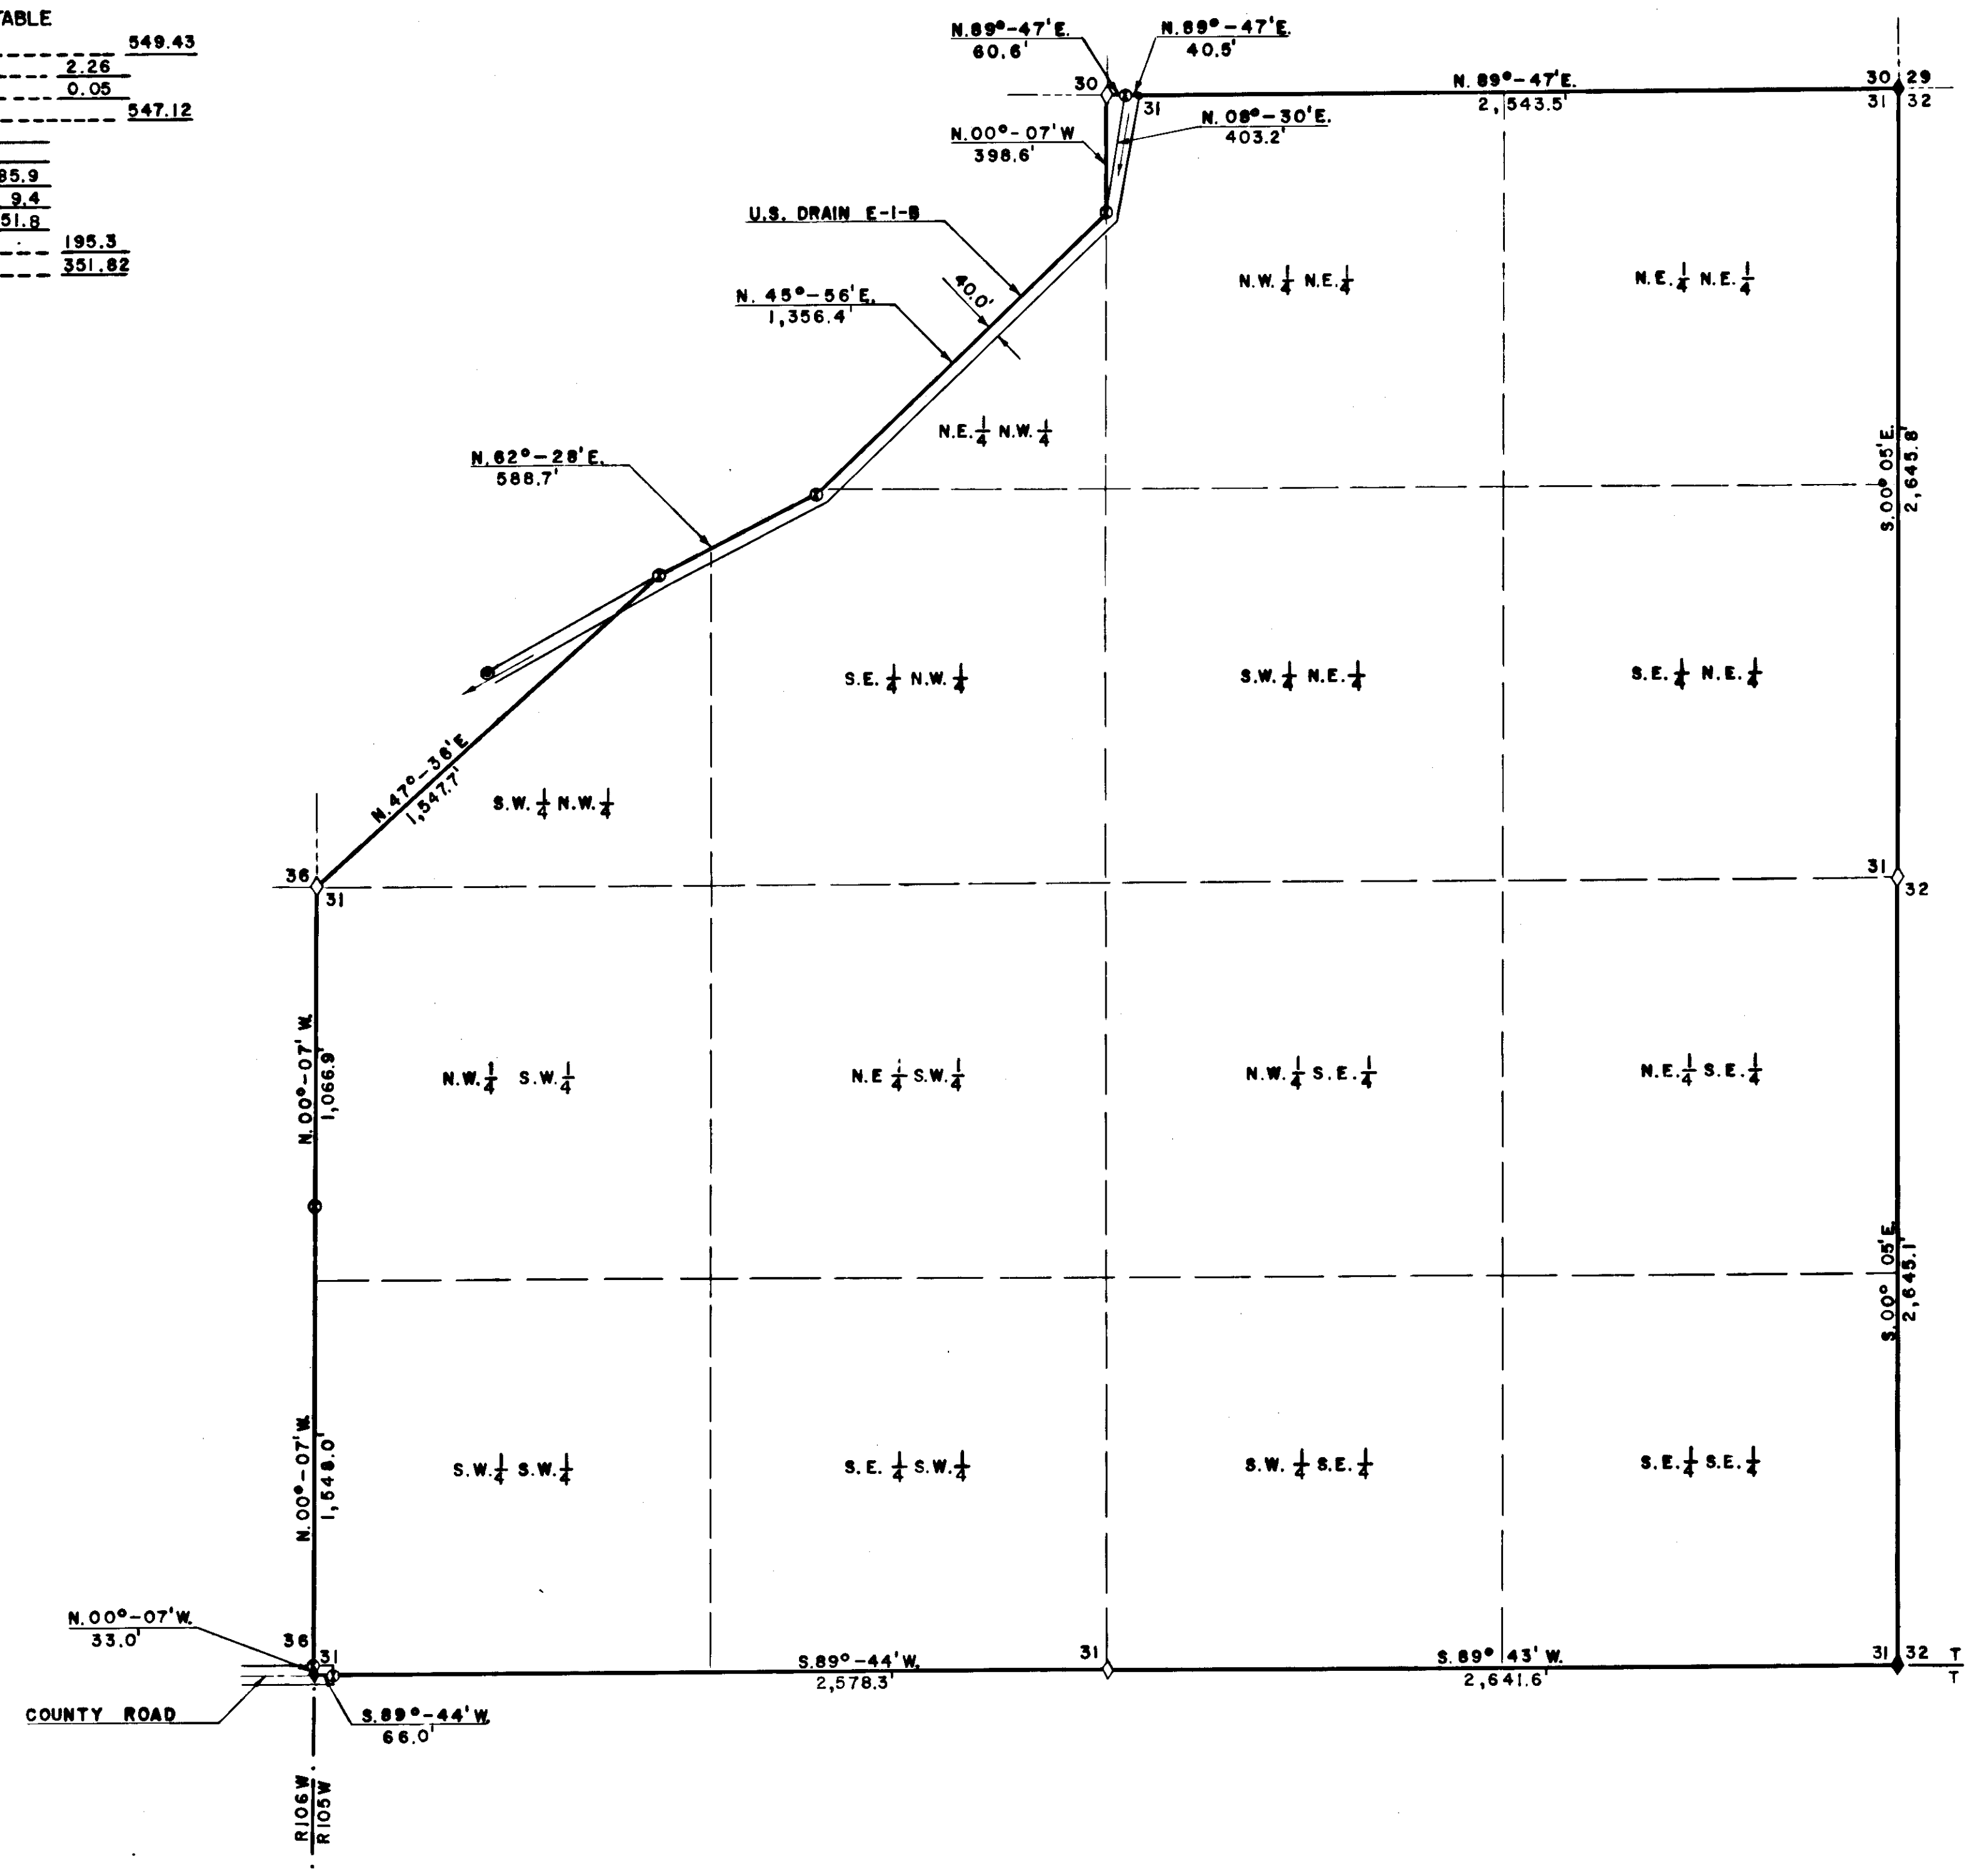 TABLE
549.43
2.26
0.05
547.12
85.9
9.4
51.8
195.3
351.82
N.89°-47'E.
60.6'
N.89°-47'E.
40.5'
30
31
N. 89°-47'E.
2,543.5'
30 29
31 32
N.00°-07'W
398.6'
N. 08°-30'E.
403.2'
U.S. DRAIN E-1-B
N. 45°-56'E.
1,356.4'
N.W. 1/4 N.E. 1/4
N.E. 1/4 N.E. 1/4
N.E. 1/4 N.W. 1/4
N. 62°-28'E.
588.7'
S.00° 05'E.
2,645.8'
S.E. 1/4 N.W. 1/4
S.W. 1/4 N.E. 1/4
S.E. 1/4 N.E. 1/4
N. 47°-36'E
1,547.7'
S.W. 1/4 N.W. 1/4
36
31
31
32
N.00°-07' W.
1,066.9'
N.W. 1/4 S.W. 1/4
N.E 1/4 S.W. 1/4
N.W. 1/4 S.E. 1/4
N.E. 1/4 S.E. 1/4
S.00° 05'E.
2,645.1'
N.00°-07' W.
1,548.0'
S.W. 1/4 S.W. 1/4
S.E. 1/4 S.W. 1/4
S.W. 1/4 S.E. 1/4
S.E. 1/4 S.E. 1/4
N.00°-07'W.
33.0'
36
31
S.89°-44'W.
2,578.3'
31
S. 89° 43' W.
2,641.6'
31 32
T
T
COUNTY ROAD
S.89°-44'W.
66.0'
R106W
R105W